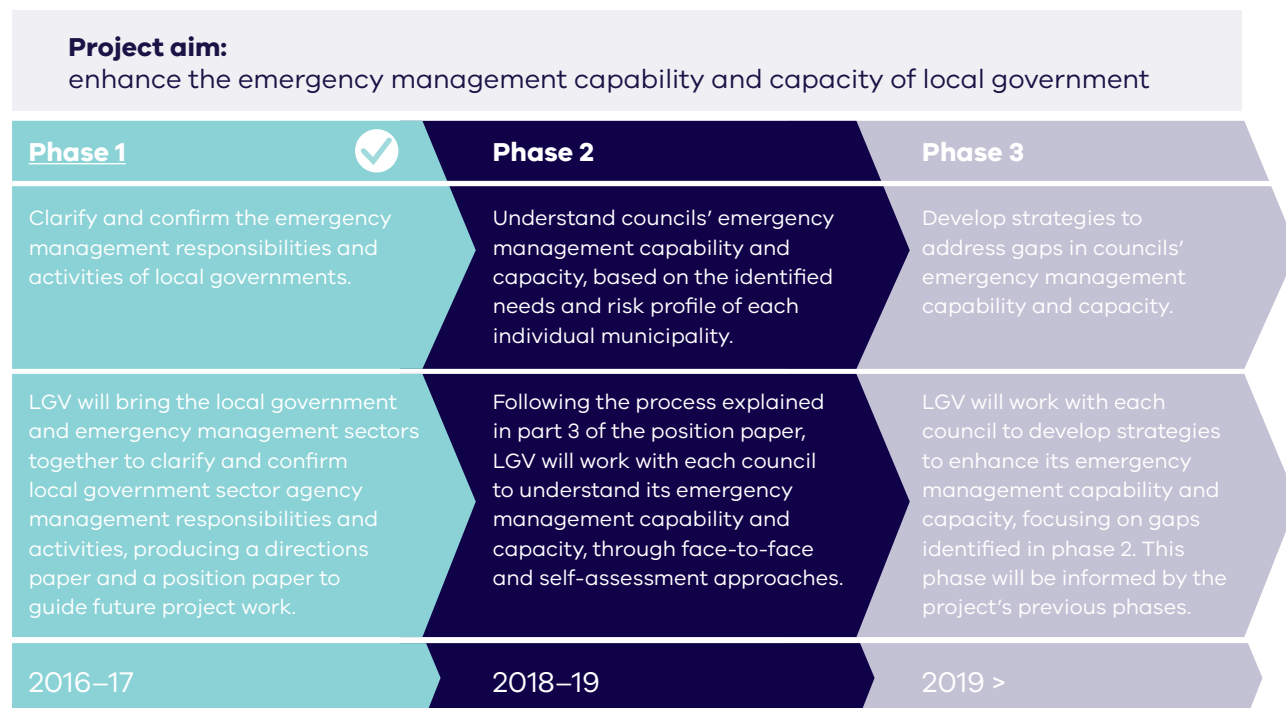 Project aim:
enhance the emergency management capability and capacity of local government
Phase 1
Phase 2
Phase 3
Clarify and confirm the emergency
management responsibilities and
activities of local governments.
Understand councils’ emergency
management capability and
capacity, based on the identified
needs and risk profile of each
individual municipality.
Develop strategies to
address gaps in councils’
emergency management
capability and capacity.
LGV will bring the local government
and emergency management sectors
together to clarify and confirm
local government sector agency
management responsibilities and
activities, producing a directions
paper and a position paper to
guide future project work.
Following the process explained
in part 3 of the position paper,
LGV will work with each council
to understand its emergency
management capability and
capacity, through face-to-face
and self-assessment approaches.
LGV will work with each
council to develop strategies
to enhance its emergency
management capability and
capacity, focusing on gaps
identified in phase 2. This
phase will be informed by the
project’s previous phases.
2016–17
2018–19
2019 >